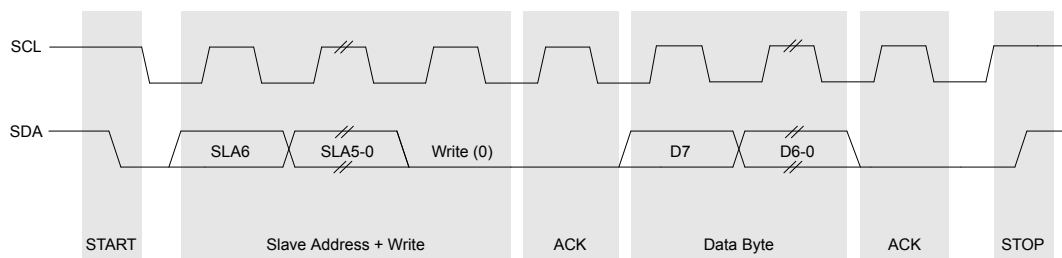 SCL
SDA
SLA6 SLA5-0 Write (0) D7 D6-0
START Slave Address + Write ACK Data Byte ACK STOP